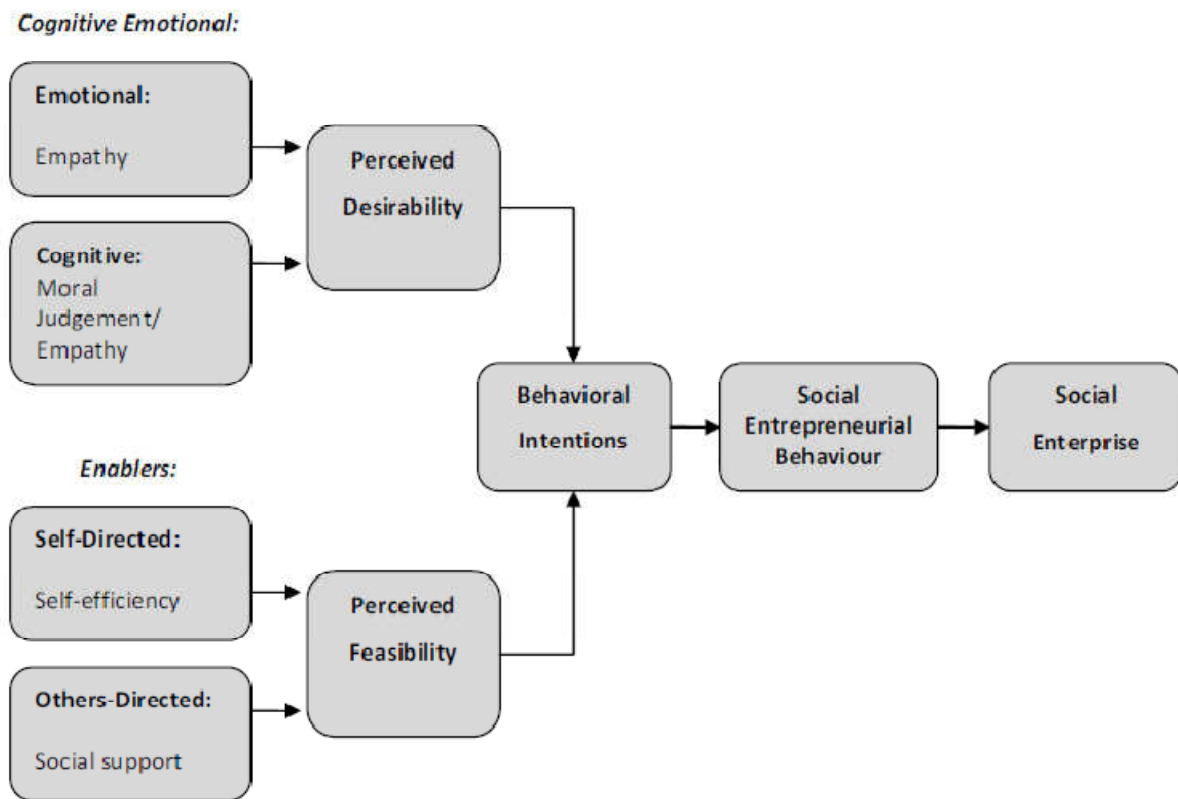 Cognitive Emotional:
Emotional:
Empathy
Cognitive:
Moral
Judgement/
Empathy
Perceived
Desirability
Enablers:
Self-Directed:
Self-efficiency
Others-Directed:
Social support
Perceived
Feasibility
Behavioral
Intentions
Social
Entrepreneurial
Behaviour
Social
Enterprise